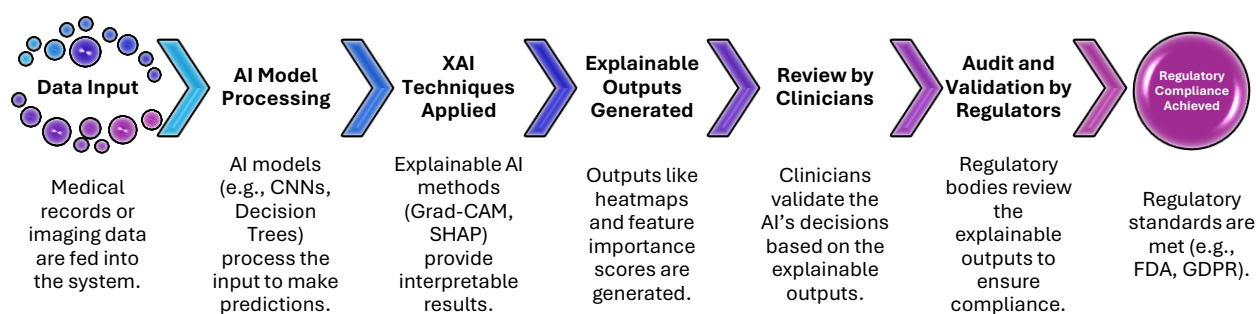 Data Input
Medical
records or
imaging data
are fed into
the system.
AI Model
Processing
AI models
(e.g., CNNs,
Decision
Trees)
process the
input to make
predictions.
XAI
Techniques
Applied
Explainable AI
methods
(Grad-CAM,
SHAP)
provide
interpretable
results.
Explainable
Outputs
Generated
Outputs like
heatmaps
and feature
importance
scores are
generated.
Review by
Clinicians
Clinicians
validate the
AI’s decisions
based on the
explainable
outputs.
Audit and
Validation by
Regulators
Regulatory
bodies review
the
explainable
outputs to
ensure
compliance.
Regulatory
Compliance
Achieved
Regulatory
standards are
met (e.g.,
FDA, GDPR).